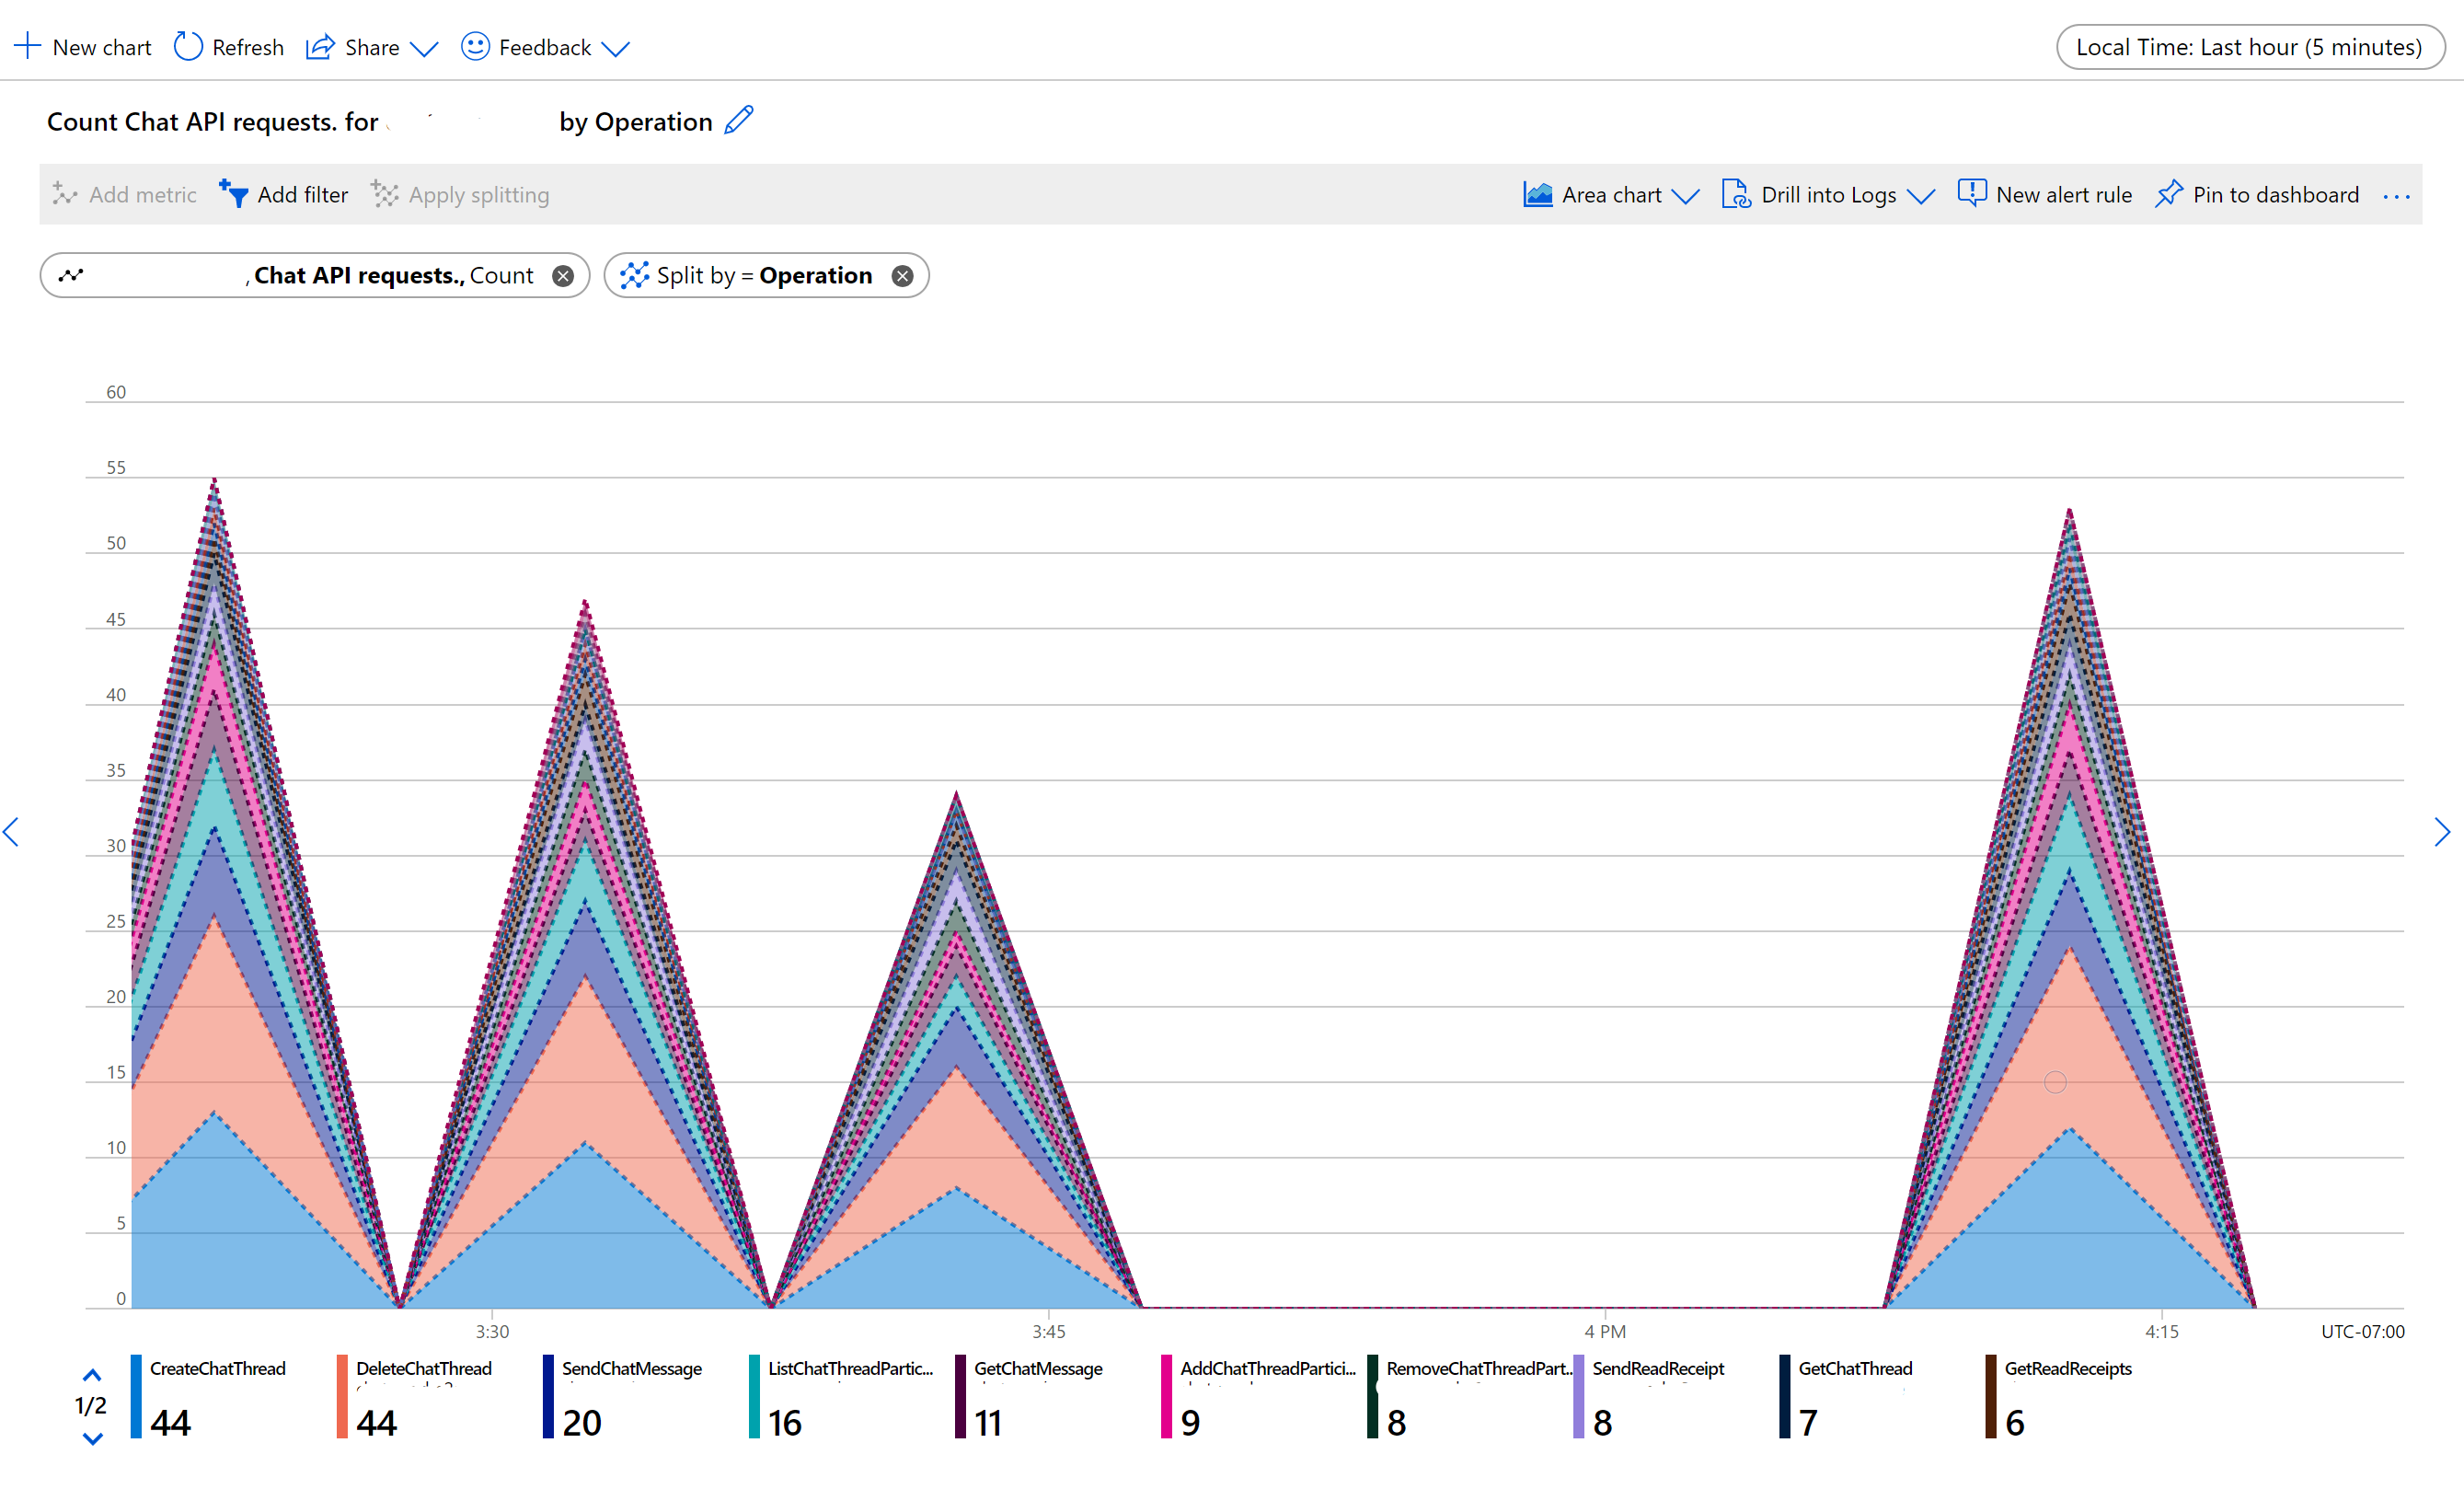 New chart Refresh Share Feedback Local Time: Last hour (5 minutes)
Count Chat API requests. for by Operation
Add metric Add filter Apply splitting Area chart Drill into Logs New alert rule Pin to dashboard ...
, Chat API requests., Count Split by = Operation
60
55
50
45
40
35
30
25
20
15
10
5
0
3:30 3:45 4 PM 4:15 UTC-07:00
CreateChatThread DeleteChatThread SendChatMessage ListChatThreadPartic... GetChatMessage AddChatThreadPartici... RemoveChatThreadPart... SendReadReceipt GetChatThread GetReadReceipts
1/2
44 44 20 16 11 9 8 8 7 6